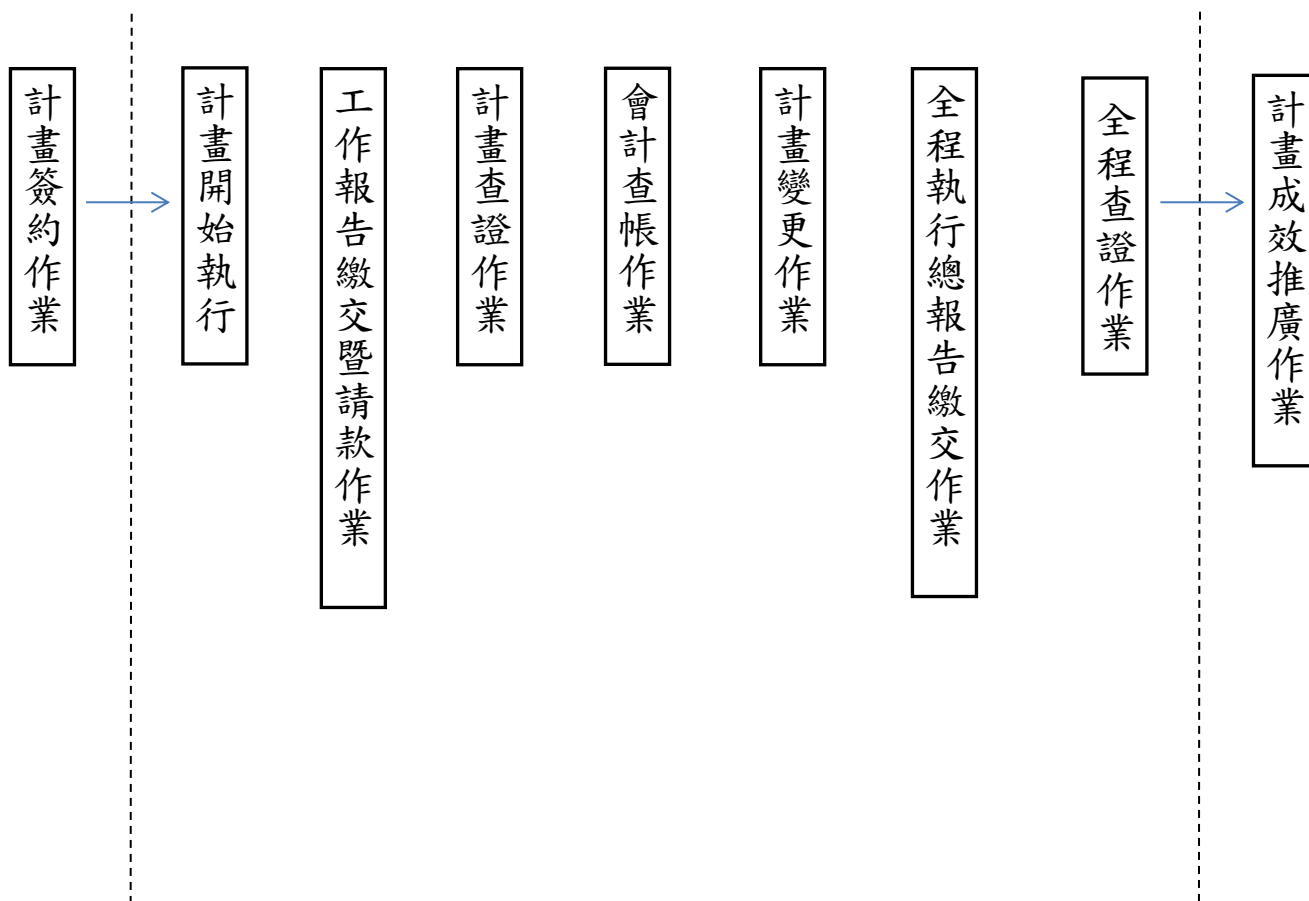 計畫簽約作業
計畫開始執行
工作報告繳交暨請款作業
計畫查證作業
會計查帳作業
計畫變更作業
全程執行總報告繳交作業
全程查證作業
計畫成效推廣作業